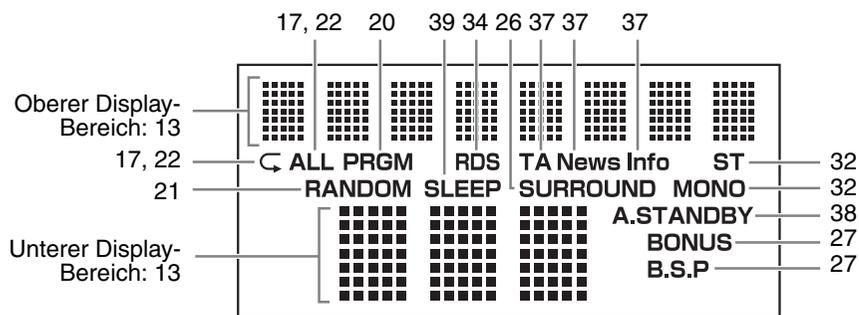 17, 22 20 39 34 26 37 37 37
Oberer Display-
Bereich: 13
17, 22 ALL PRGM RDS TA News Info ST 32
21 RANDOM SLEEP SURROUND MONO 32
A.STANDBY 38
Unterer Display-
Bereich: 13
BONUS 27
B.S.P 27